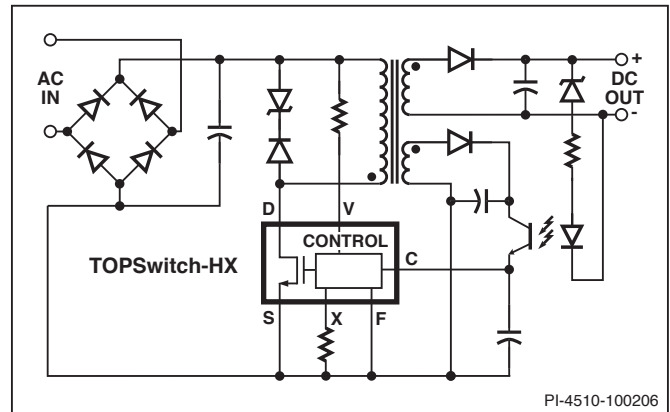 AC
IN
+
DC
OUT
-
D
V
CONTROL
C
TOPSwitch-HX
S
X
F
PI-4510-100206